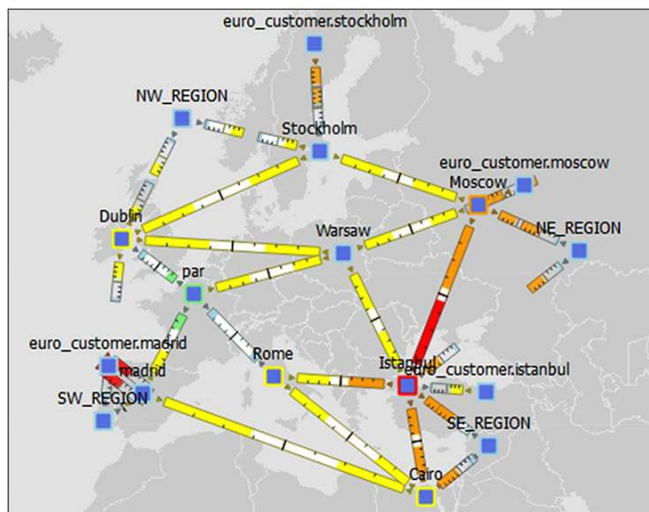 euro_customer.stockholm
NW_REGION
Stockholm
euro_customer.moscow
Moscow
Dublin
Warsaw
NE_REGION
par
euro_customer.madrid
Rome
Istanbul
madrid
euro_customer.istanbul
SW_REGION
SE_REGION
Cairo